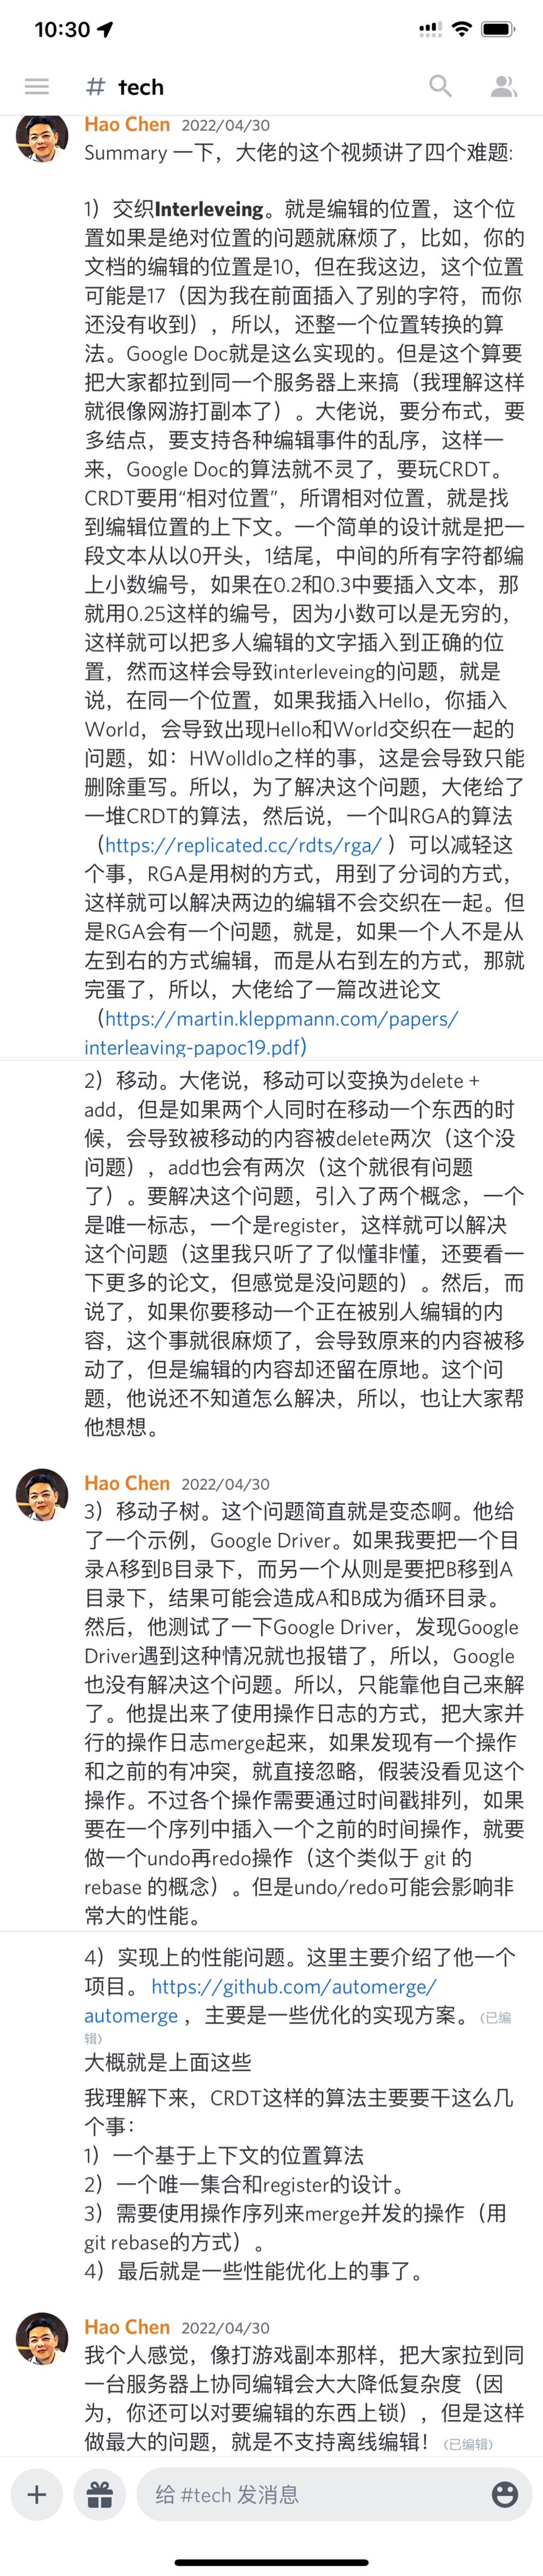 10:30
# tech
Hao Chen 2022/04/30
Summary 一下，大佬的这个视频讲了四个难题:
1）交织Interleveing。就是编辑的位置，这个位
置如果是绝对位置的问题就麻烦了，比如，你的
文档的编辑的位置是10，但在我这边，这个位置
可能是17（因为我在前面插入了别的字符，而你
还没有收到），所以，还整一个位置转换的算
法。Google Doc就是这么实现的。但是这个算要
把大家都拉到同一个服务器上来搞（我理解这样
就很像网游打副本了）。大佬说，要分布式，要
多结点，要支持各种编辑事件的乱序，这样一
来，Google Doc的算法就不灵了，要玩CRDT。
CRDT要用“相对位置”，所谓相对位置，就是找
到编辑位置的上下文。一个简单的设计就是把一
段文本从以0开头，1结尾，中间的所有字符都编
上小数编号，如果在0.2和0.3中要插入文本，那
就用0.25这样的编号，因为小数可以是无穷的，
这样就可以把多人编辑的文字插入到正确的位
置，然而这样会导致interleveing的问题，就是
说，在同一个位置，如果我插入Hello，你插入
World，会导致出现Hello和World交织在一起的
问题，如：HWolldlo之样的事，这是会导致只能
删除重写。所以，为了解决这个问题，大佬给了
一堆CRDT的算法，然后说，一个叫RGA的算法
（https://replicated.cc/rdts/rga/ ）可以减轻这
个事，RGA是用树的方式，用到了分词的方式，
这样就可以解决两边的编辑不会交织在一起。但
是RGA会有一个问题，就是，如果一个人不是从
左到右的方式编辑，而是从右到左的方式，那就
完蛋了，所以，大佬给了一篇改进论文
（https://martin.kleppmann.com/papers/
interleaving-papoc19.pdf)
2）移动。大佬说，移动可以变换为delete +
add，但是如果两个人同时在移动一个东西的时
候，会导致被移动的内容被delete两次（这个没
问题），add也会有两次（这个就很有问题
了）。要解决这个问题，引入了两个概念，一个
是唯一标志，一个是register，这样就可以解决
这个问题（这里我只听了了似懂非懂，还要看一
下更多的论文，但感觉是没问题的）。然后，而
说了，如果你要移动一个正在被别人编辑的内
容，这个事就很麻烦了，会导致原来的内容被移
动了，但是编辑的内容却还留在原地。这个问
题，他说还不知道怎么解决，所以，也让大家帮
他想想。
Hao Chen 2022/04/30
3）移动子树。这个问题简直就是变态啊。他给
了一个示例，Google Driver。如果我要把一个目
录A移到B目录下，而另一个从则是要把B移到A
目录下，结果可能会造成A和B成为循环目录。
然后，他测试了一下Google Driver，发现Google
Driver遇到这种情况就也报错了，所以，Google
也没有解决这个问题。所以，只能靠他自己来解
了。他提出来了使用操作日志的方式，把大家并
行的操作日志merge起来，如果发现有一个操作
和之前的有冲突，就直接忽略，假装没看见这个
操作。不过各个操作需要通过时间戳排列，如果
要在一个序列中插入一个之前的时间操作，就要
做一个undo再redo操作（这个类似于 git 的
rebase 的概念）。但是undo/redo可能会影响非
常大的性能。
4）实现上的性能问题。这里主要介绍了他一个
项目。 https://github.com/automerge/
automerge ，主要是一些优化的实现方案。(已编
辑)
大概就是上面这些
我理解下来，CRDT这样的算法主要要干这么几
个事：
1）一个基于上下文的位置算法
2）一个唯一集合和register的设计。
3）需要使用操作序列来merge并发的操作（用
git rebase的方式）。
4）最后就是一些性能优化上的事了。
Hao Chen 2022/04/30
我个人感觉，像打游戏副本那样，把大家拉到同
一台服务器上协同编辑会大大降低复杂度（因
为，你还可以对要编辑的东西上锁），但是这样
做最大的问题，就是不支持离线编辑！ (已编辑)
给 #tech 发消息